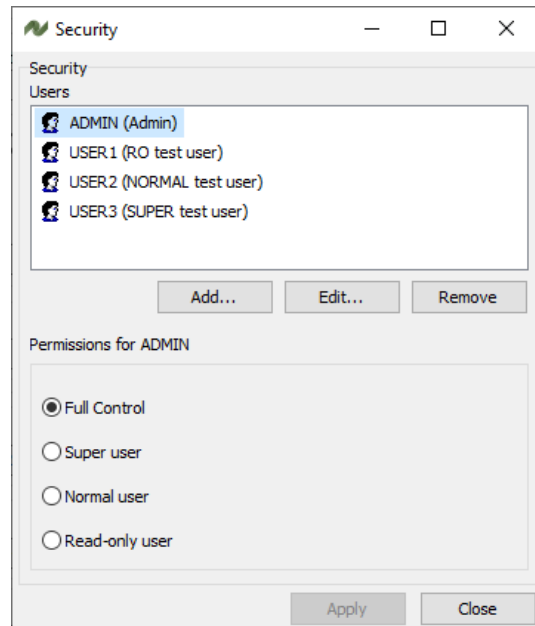 Security
Security
Users
ADMIN (Admin)
USER1 (RO test user)
USER2 (NORMAL test user)
USER3 (SUPER test user)
Add... Edit... Remove
Permissions for ADMIN
Full Control
Super user
Normal user
Read-only user
Apply Close